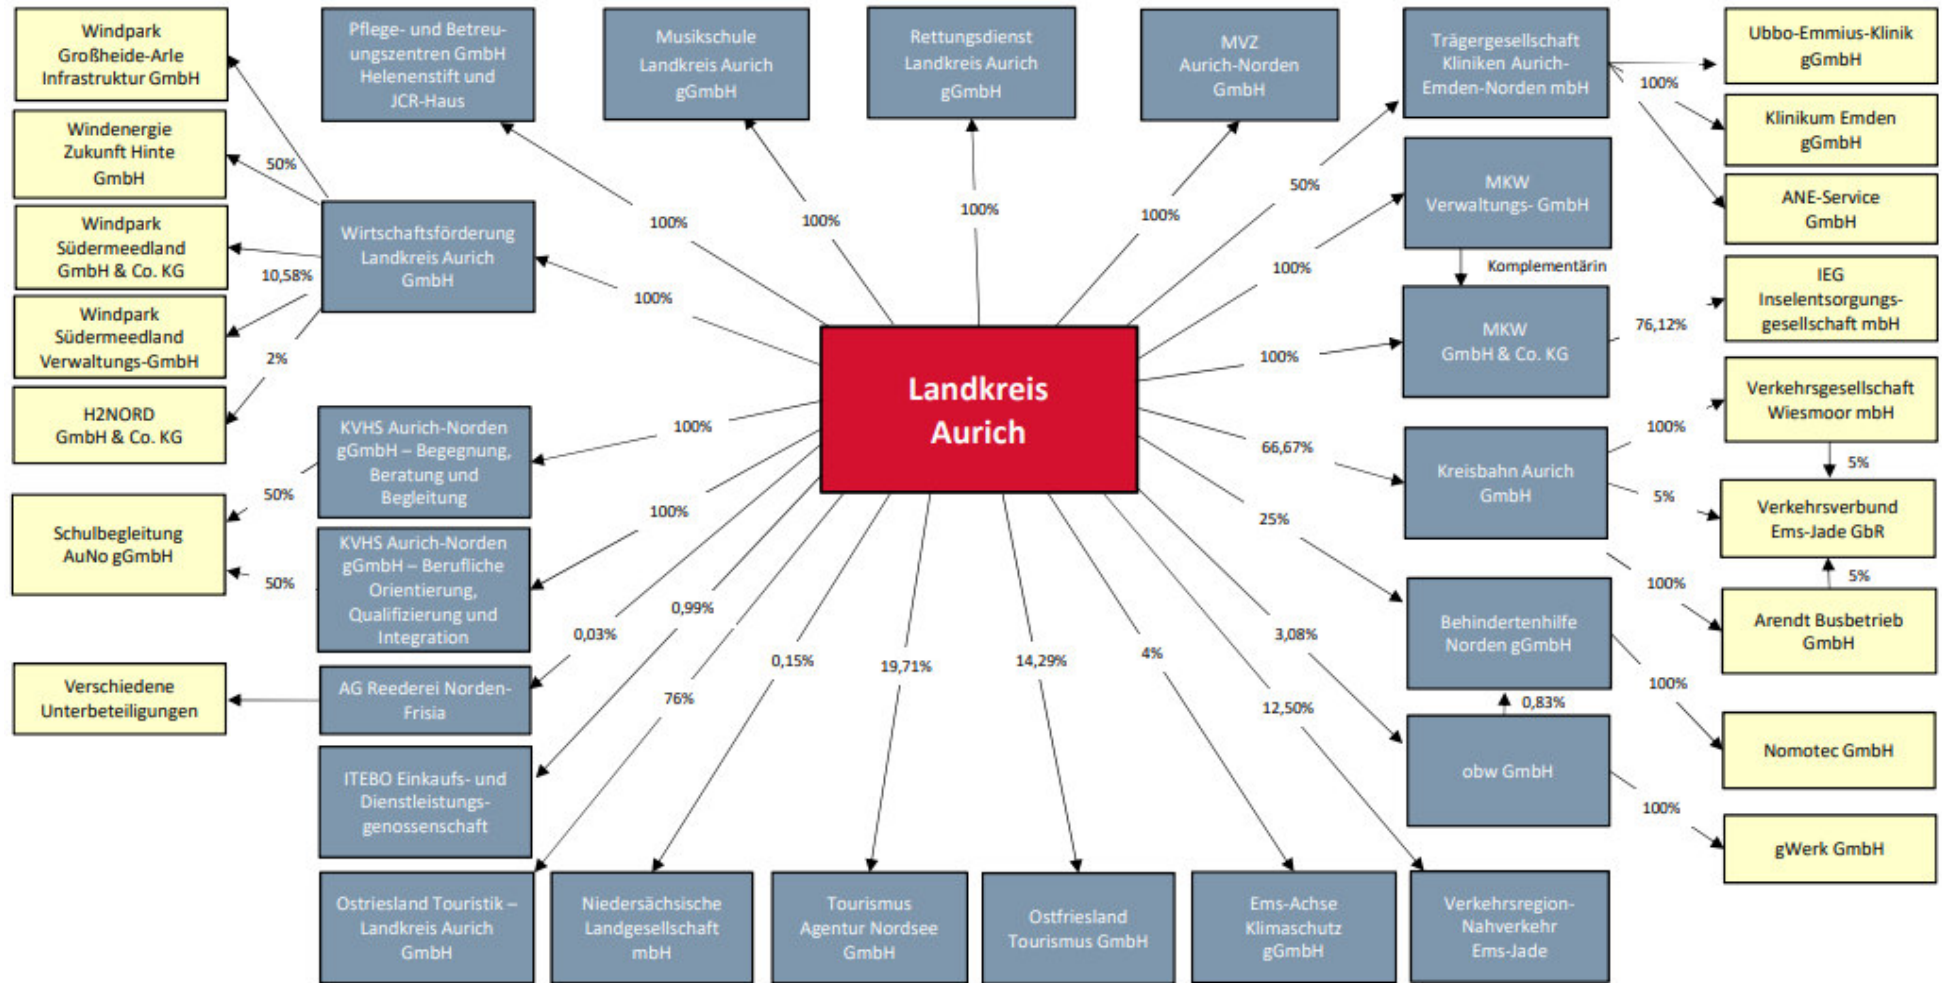 Windpark
Großheide-Arle
Infrastruktur GmbH
Pflege- und Betreu-
ungszentren GmbH
Helenenstift und
JCR-Haus
Musikschule
Landkreis Aurich
gGmbH
Rettungsdienst
Landkreis Aurich
gGmbH
MVZ
Aurich-Norden
GmbH
Trägergesellschaft
Kliniken Aurich-
Emden-Norden mbH
Ubbo-Emmius-Klinik
gGmbH
100%
Klinikum Emden
gGmbH
ANE-Service
GmbH
Windenergie
Zukunft Hinte
GmbH
50%
Windpark
Südermeedland
GmbH & Co. KG
10,58%
Windpark
Südermeedland
Verwaltungs-GmbH
2%
H2NORD
GmbH & Co. KG
Wirtschaftsförderung
Landkreis Aurich
GmbH
100%
100%
100%
100%
100%
50%
100%
MKW
Verwaltungs- GmbH
Komplementärin
MKW
GmbH & Co. KG
100%
76,12%
IEG
Inselentsorgungs-
gesellschaft mbH
Landkreis
Aurich
Verkehrsgesellschaft
Wiesmoor mbH
100%
5%
66,67%
Kreisbahn Aurich
GmbH
5%
Verkehrsverbund
Ems-Jade GbR
5%
100%
Arendt Busbetrieb
GmbH
KVHS Aurich-Norden
gGmbH – Begegnung,
Beratung und
Begleitung
100%
50%
Schulbegleitung
AuNo gGmbH
50%
KVHS Aurich-Norden
gGmbH – Berufliche
Orientierung,
Qualifizierung und
Integration
100%
25%
Behindertenhilfe
Norden gGmbH
100%
0,83%
Nomotec GmbH
3,08%
obw GmbH
100%
gWerk GmbH
Verschiedene
Unterbeteiligungen
AG Reederei Norden-
Frisia
0,03%
0,99%
76%
0,15%
19,71%
14,29%
4%
12,50%
ITEBO Einkaufs- und
Dienstleistungs-
genossenschaft
Ostriesland Touristik –
Landkreis Aurich
GmbH
Niedersächsische
Landgesellschaft
mbH
Tourismus
Agentur Nordsee
GmbH
Ostfriesland
Tourismus GmbH
Ems-Achse
Klimaschutz
gGmbH
Verkehrsregion-
Nahverkehr
Ems-Jade